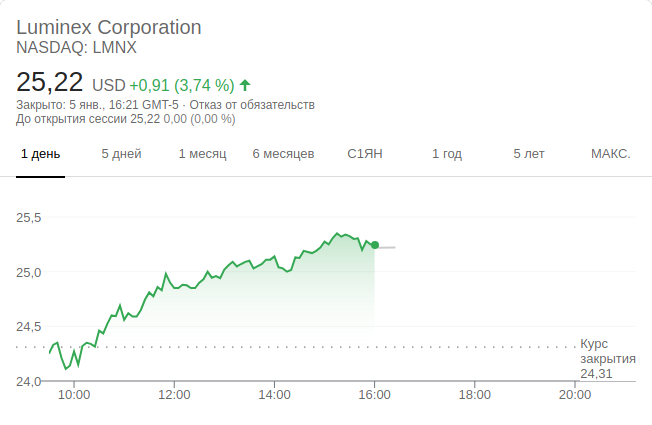 Luminex Corporation
NASDAQ: LMNX
25,22 USD +0,91 (3,74 %)
Закрыто: 5 янв., 16:21 GMT-5 · Отказ от обязательств
До открытия сессии 25,22 0,00 (0,00 %)
1 день 5 дней 1 месяц 6 месяцев С1ЯН 1 год 5 лет МАКС.
25,5
25,0
24,5
24,0
Курс
закрытия
24,31
10:00 12:00 14:00 16:00 18:00 20:00